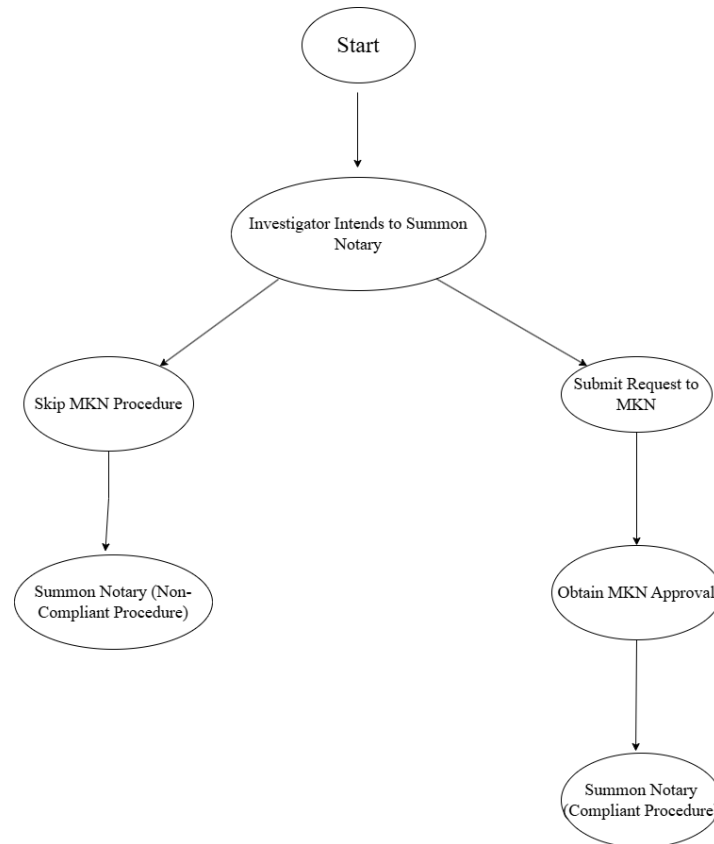 Start
Investigator Intends to Summon
Notary
Skip MKN Procedure
Submit Request to
MKN
Summon Notary (Non-
Compliant Procedure)
Obtain MKN Approval
Summon Notary
(Compliant Procedure